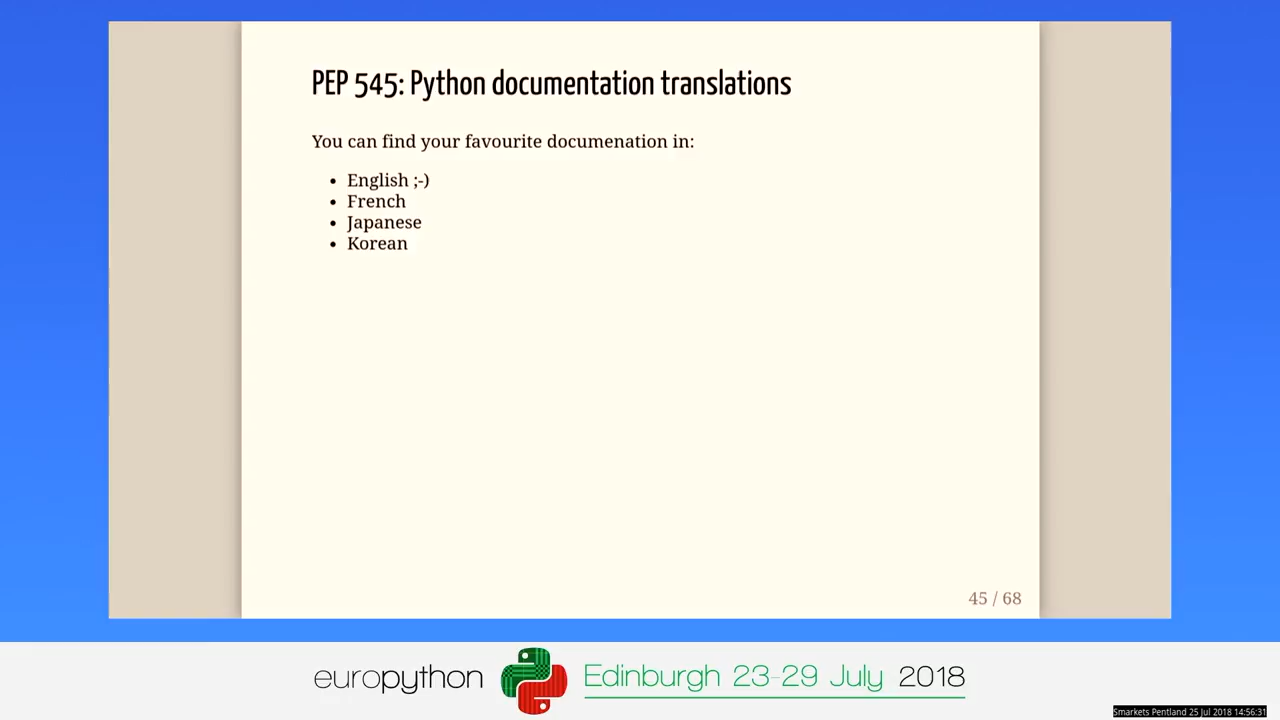 PEP 545: Python documentation translations
You can find your favourite documenation in:
• English ;-)
• French
• Japanese
• Korean
45 / 68
europython Edinburgh 23-29 July 2018
Smarkets Pentland 25 Jul 2018 14:56:31